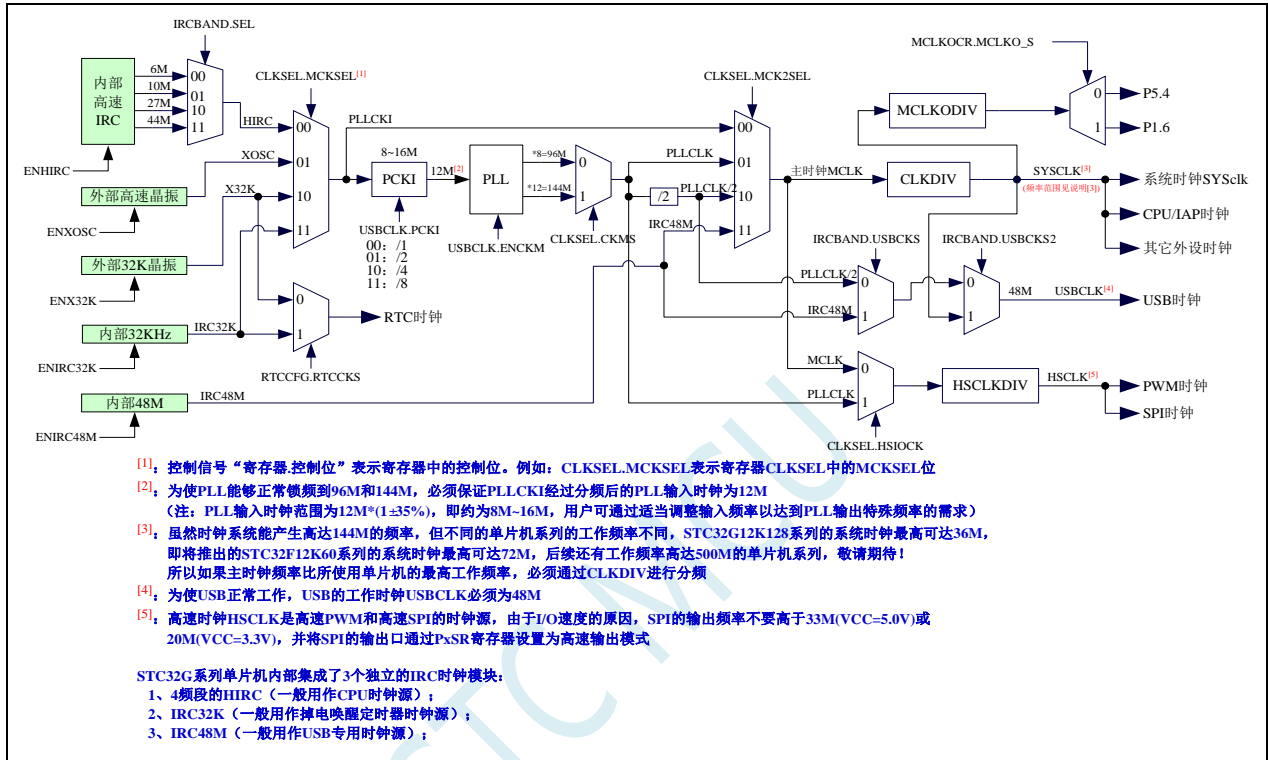 IRCBAND.SEL
MCLKOCR.MCLKO_S
内部
高速
IRC
6M
10M
27M
44M
00
01
10
11
HIRC
ENHIRC
CLKSEL.MCKSEL[1]
00
01
10
11
XOSC
外部高速晶振
ENXOSC
X32K
外部32K晶振
ENX32K
内部32KHz
IRC32K
ENIRC32K
内部48M
IRC48M
ENIRC48M
0
1
RTC时钟
RTCCFG.RTCCKS
PLLCKI
8~16M
PCKI
12M[2]
USBCLK.PCKI
00: /1
01: /2
10: /4
11: /8
PLL
*8=96M
*12=144M
USBCLK.ENCKM
0
1
CLKSEL.CKMS
CLKSEL.MCK2SEL
PLLCLK
/2
PLLCLK/2
IRC48M
00
01
10
11
主时钟MCLK
CLKDIV
MCLKODIV
0
1
P5.4
P1.6
SYSCLK[3]
(频率范围见说明[3])
系统时钟SYSclk
CPU/IAP时钟
其它外设时钟
IRCBAND.USBCKS
IRCBAND.USBCKS2
PLLCLK/2
IRC48M
0
1
0
1
48M
USBCLK[4]
USB时钟
MCLK
PLLCLK
0
1
CLKSEL.HSIOCK
HSCLKDIV
HSCLK[5]
PWM时钟
SPI时钟
[1]：控制信号“寄存器.控制位”表示寄存器中的控制位。例如：CLKSEL.MCKSEL表示寄存器CLKSEL中的MCKSEL位
[2]：为使PLL能够正常锁频到96M和144M，必须保证PLLCKI经过分频后的PLL输入时钟为12M
（注：PLL输入时钟范围为12M*(1±35%)，即约为8M~16M，用户可通过适当调整输入频率以达到PLL输出特殊频率的需求）
[3]：虽然时钟系统能产生高达144M的频率，但不同的单片机系列的工作频率不同，STC32G12K128系列的系统时钟最高可达36M，
即将推出的STC32F12K60系列的系统时钟最高可达72M，后续还有工作频率高达500M的单片机系列，敬请期待！
所以如果主时钟频率比所使用单片机的最高工作频率，必须通过CLKDIV进行分频
[4]：为使USB正常工作，USB的工作时钟USBCLK必须为48M
[5]：高速时钟HSCLK是高速PWM和高速SPI的时钟源，由于I/O速度的原因，SPI的输出频率不要高于33M(VCC=5.0V)或
20M(VCC=3.3V)，并将SPI的输出口通过PxSR寄存器设置为高速输出模式
STC32G系列单片机内部集成了3个独立的IRC时钟模块：
1、4频段的HIRC（一般用作CPU时钟源）；
2、IRC32K（一般用作掉电唤醒定时器时钟源）；
3、IRC48M（一般用作USB专用时钟源）；
STC MCU